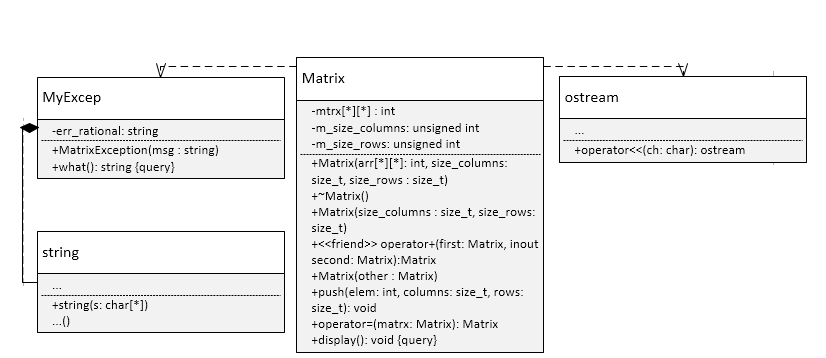 MyExcep
-err_rational: string
+MatrixException(msg : string)
+what(): string {query}
string
...
+string(s: char[*])
...()
Matrix
-mtrx[*][*] : int
-m_size_columns: unsigned int
-m_size_rows: unsigned int
+Matrix(arr[*][*]: int, size_columns:
size_t, size_rows : size_t)
+~Matrix()
+Matrix(size_columns : size_t, size_rows:
size_t)
+<<friend>> operator+(first: Matrix, inout
second: Matrix):Matrix
+Matrix(other : Matrix)
+push(elem: int, columns: size_t, rows:
size_t): void
+operator=(matrx: Matrix): Matrix
+display(): void {query}
ostream
...
+operator<<(ch: char): ostream